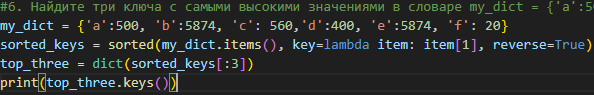 #6. Найдите три ключа с самыми высокими значениями в словаре my_dict = {'a':50
my_dict = {'a':500, 'b':5874, 'c': 560,'d':400, 'e':5874, 'f': 20}
sorted_keys = sorted(my_dict.items(), key=lambda item: item[1], reverse=True)
top_three = dict(sorted_keys[:3])
print(top_three.keys())